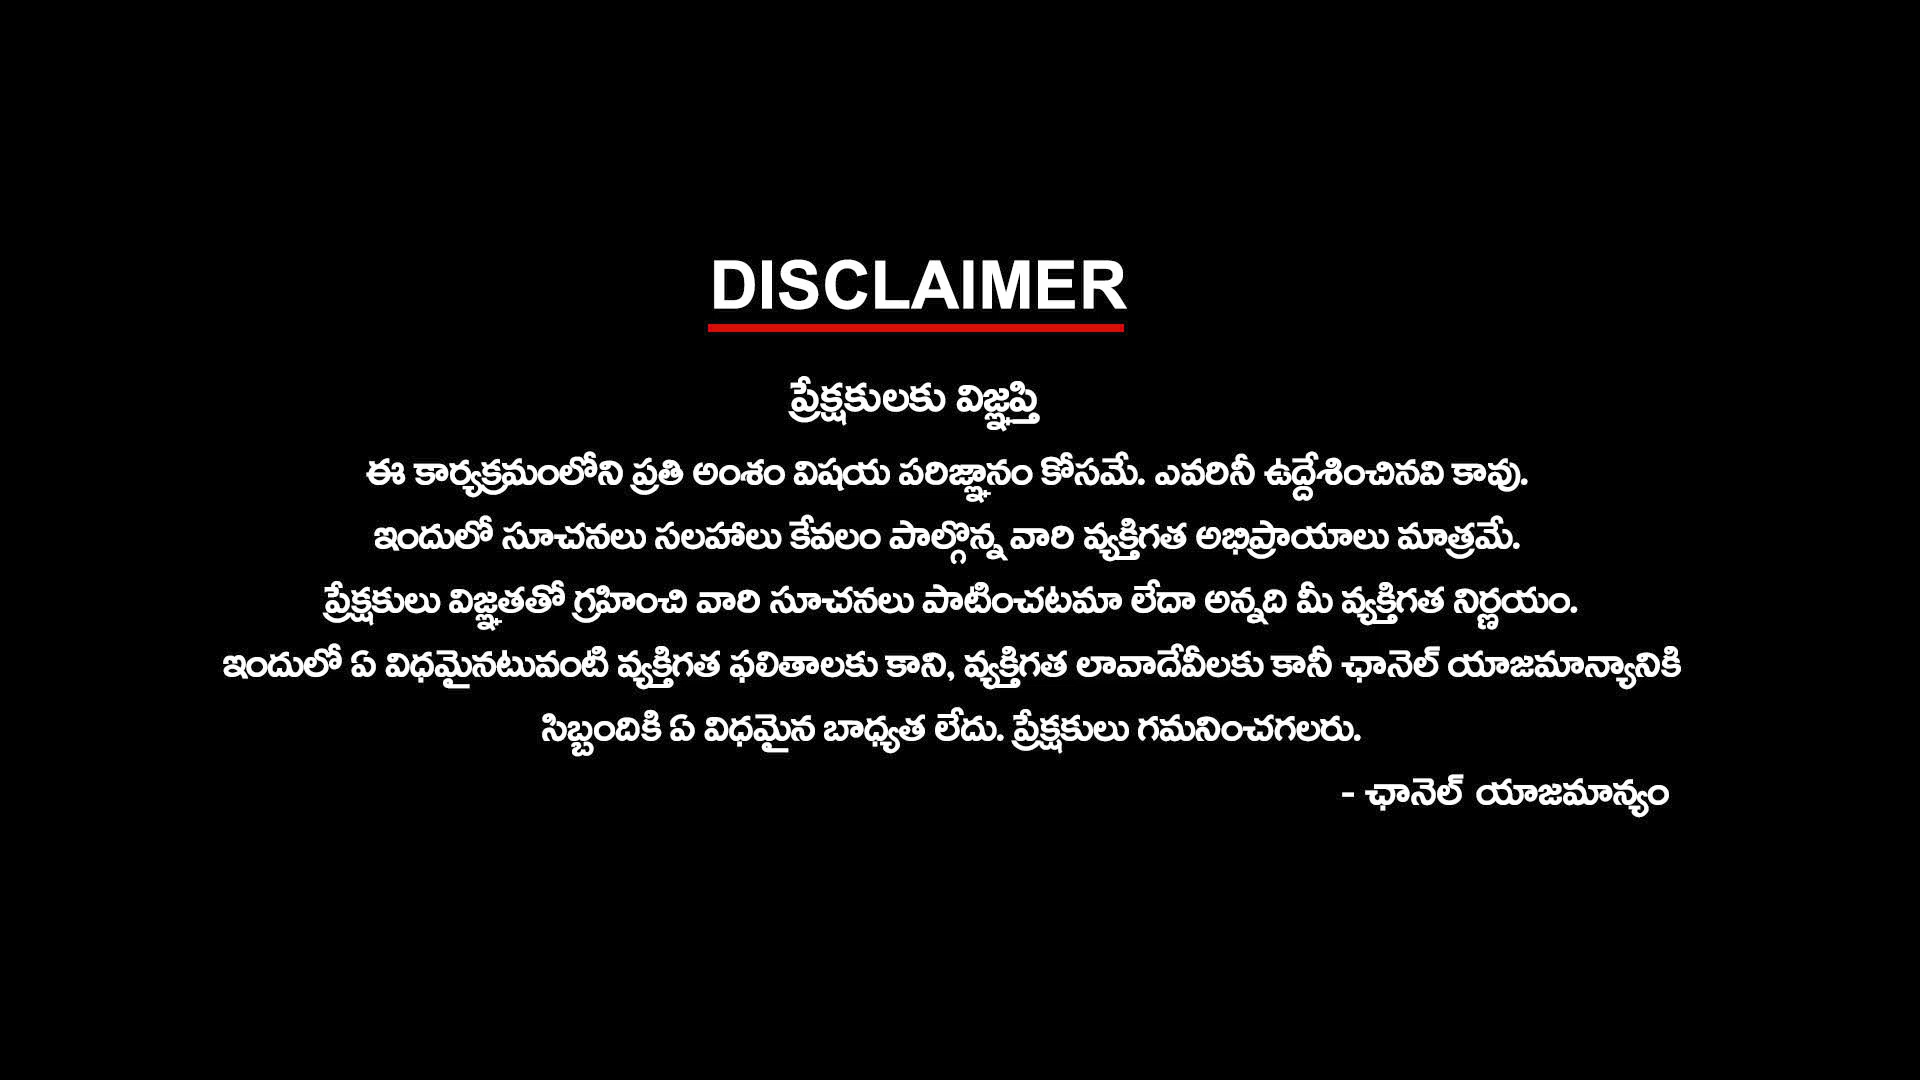 DISCLAIMER
ప్రేక్షకులకు విజ్ఞప్తి
ఈ కార్యక్రమంలోని ప్రతి అంశం విషయ పరిజ్ఞానం కోసమే. ఎవరినీ ఉద్దేశించినవి కావు.
ఇందులో సూచనలు సలహాలు కేవలం పాల్గొన్న వారి వ్యక్తిగత అభిప్రాయాలు మాత్రమే.
ప్రేక్షకులు విజ్ఞతతో గ్రహించి వారి సూచనలు పాటించటమా లేదా అన్నది మీ వ్యక్తిగత నిర్ణయం.
ఇందులో ఏ విధమైనటువంటి వ్యక్తిగత ఫలితాలకు కాని, వ్యక్తిగత లావాదేవీలకు కానీ ఛానెల్ యాజమాన్యానికి
సిబ్బందికి ఏ విధమైన బాధ్యత లేదు. ప్రేక్షకులు గమనించగలరు.
- ఛానెల్ యాజమాన్యం